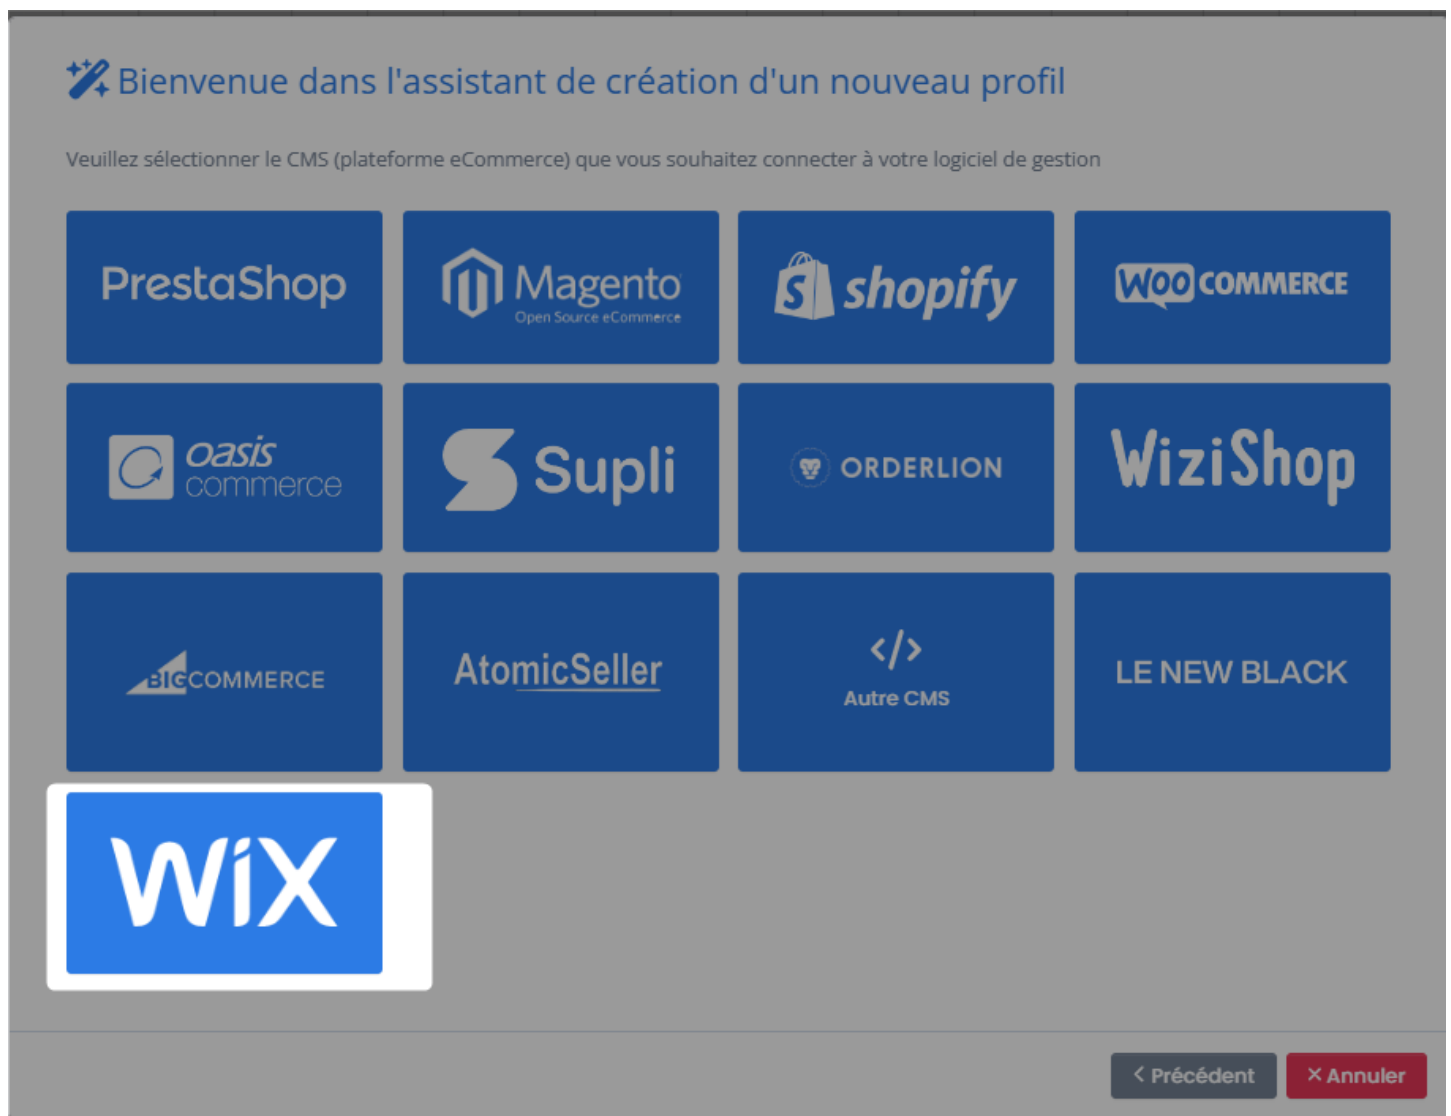 Bienvenue dans l'assistant de création d'un nouveau profil
Veuillez sélectionner le CMS (plateforme eCommerce) que vous souhaitez connecter à votre logiciel de gestion
PrestaShop
Magento
Open Source eCommerce
shopify
WOO COMMERCE
oasis
commerce
Supli
ORDERLION
WiziShop
BIGCOMMERCE
AtomicSeller
</>
Autre CMS
LE NEW BLACK
WiX
< Précédent
× Annuler